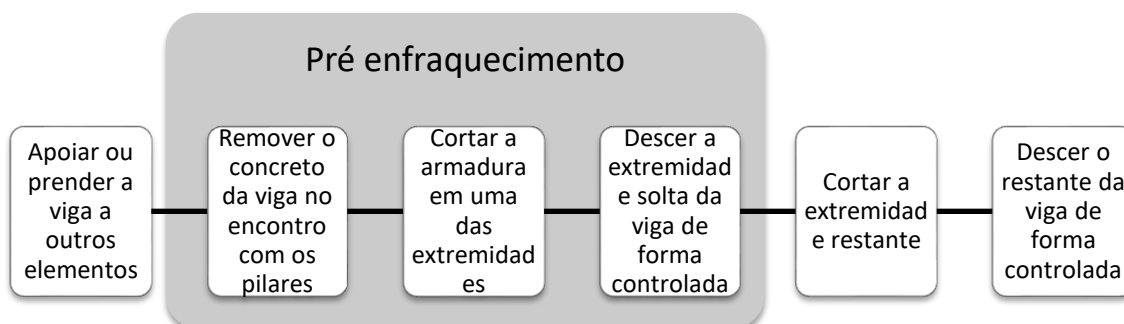 Pré enfraquecimento
Apoiar ou
prender a
viga a
outros
elementos
Remover o
concreto
da viga no
encontro
com os
pilares
Cortar a
armadura
em uma
das
extremidad
es
Descer a
extremidad
e solta da
viga de
forma
controlada
Cortar a
extremidad
e restante
Descer o
restante da
viga de
forma
controlada